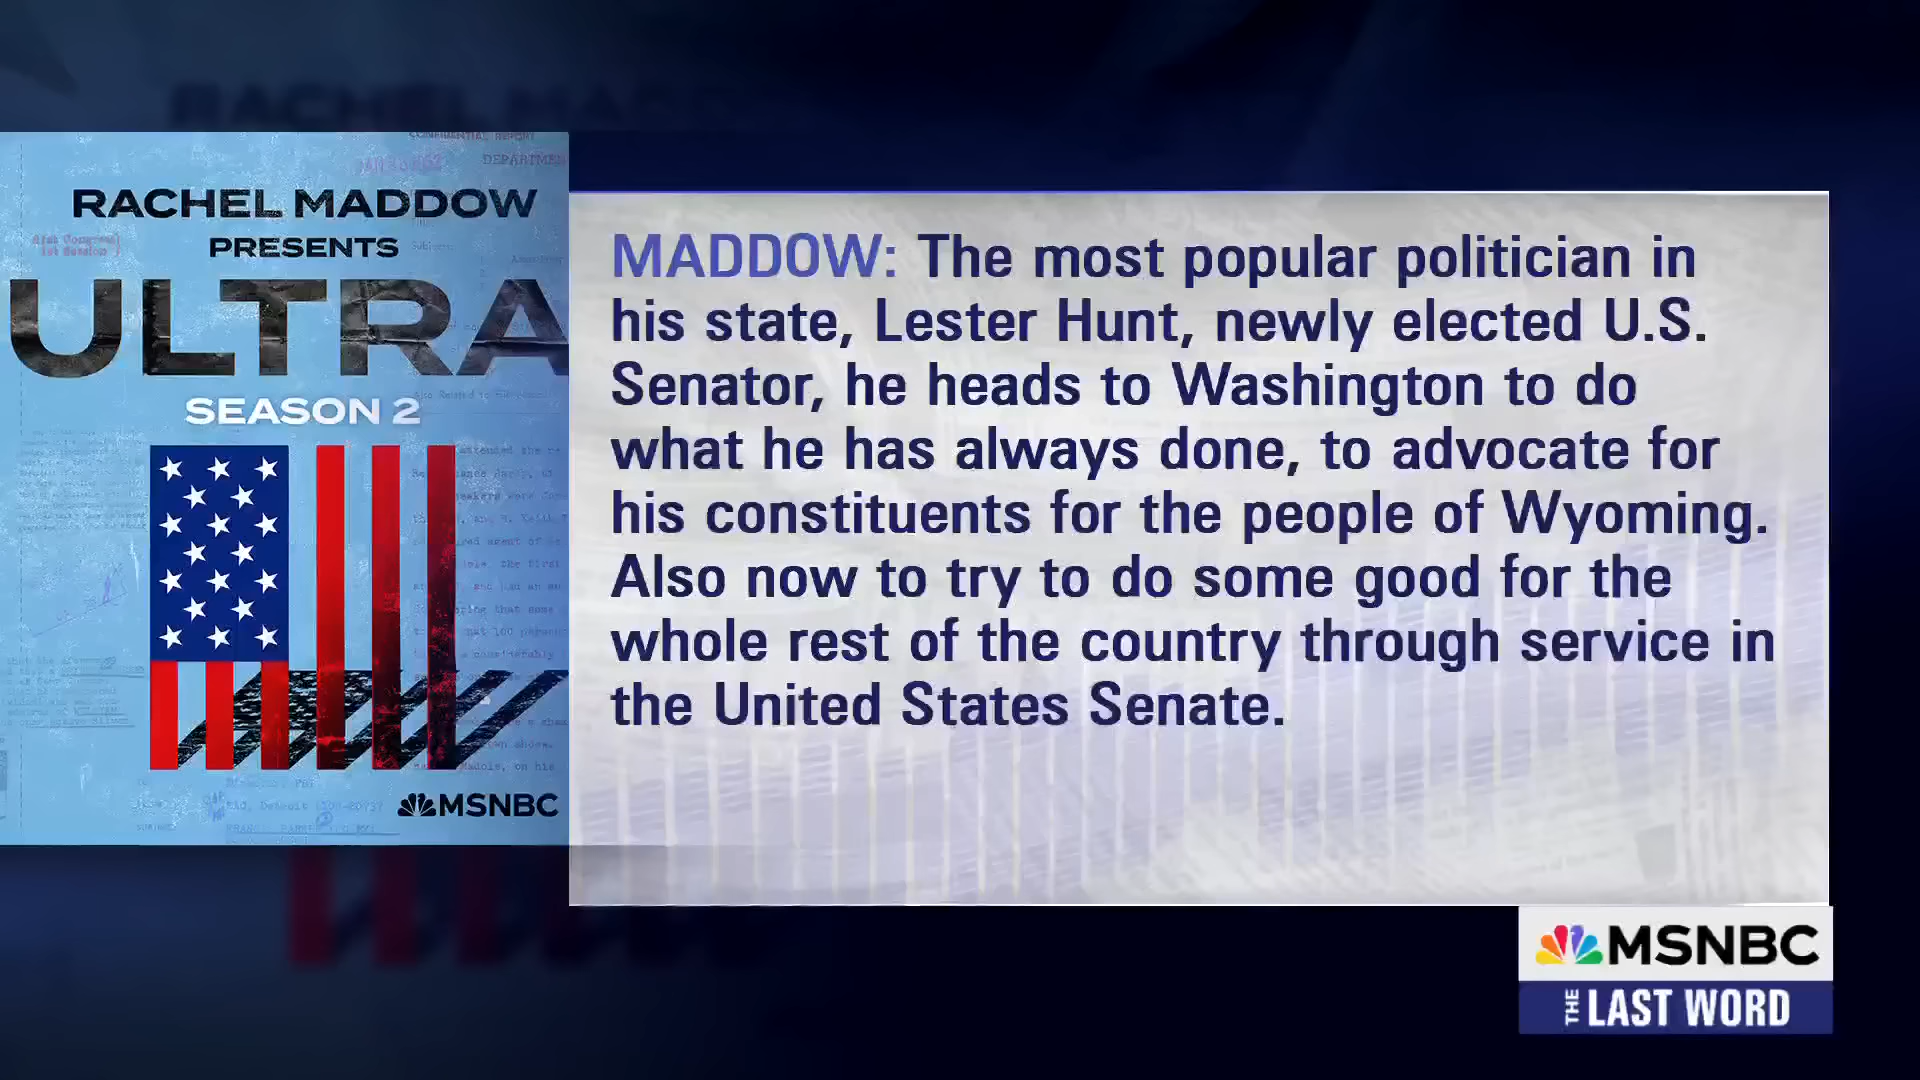 RACHEL MADDOW
PRESENTS
ULTRA
SEASON 2
MSNBC
MADDOW: The most popular politician in
his state, Lester Hunt, newly elected U.S.
Senator, he heads to Washington to do
what he has always done, to advocate for
his constituents for the people of Wyoming.
Also now to try to do some good for the
whole rest of the country through service in
the United States Senate.
MSNBC
THE LAST WORD